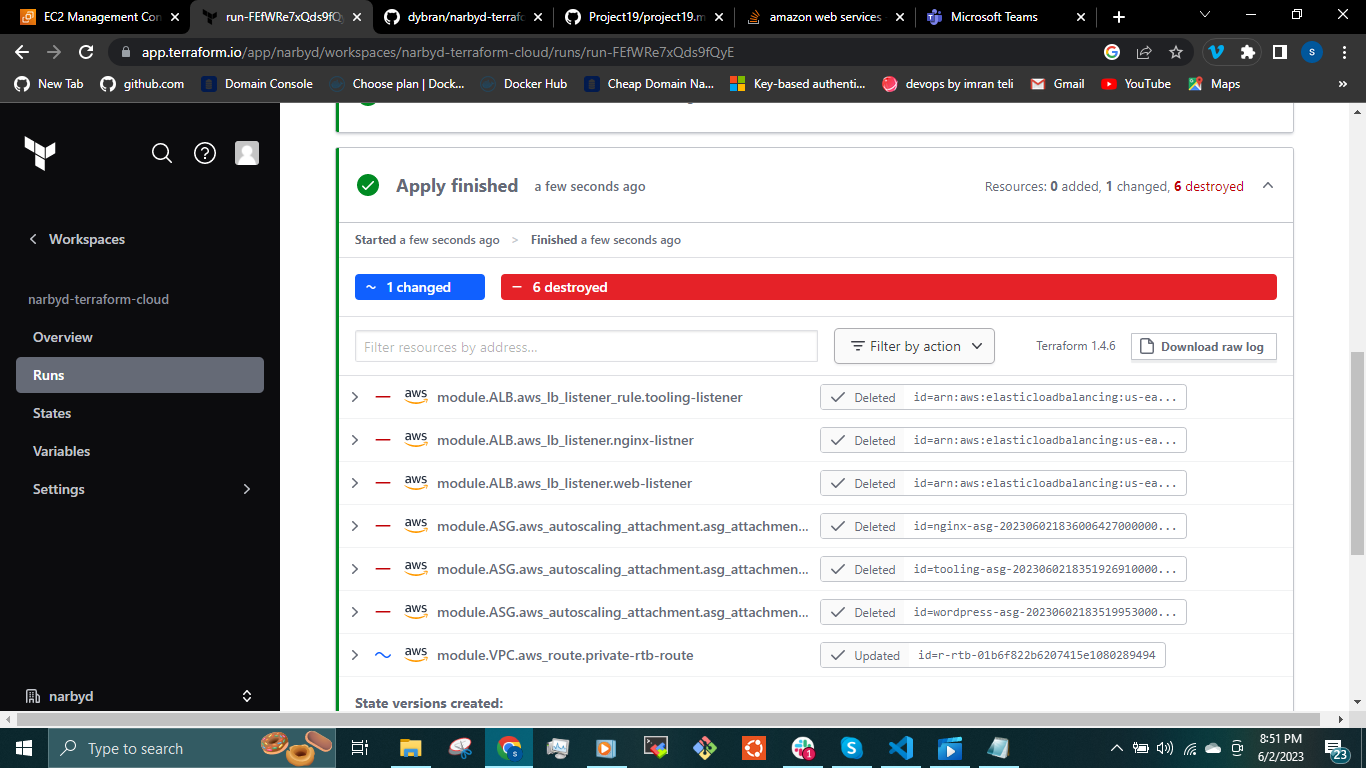 EC2 Management Con
run-FEfWRe7xQds9fQy
dybran/narbyd-terrafo
Project19/project19.m
amazon web services
Microsoft Teams
app.terraform.io/app/narbyd/workspaces/narbyd-terraform-cloud/runs/run-FEfWRe7xQds9fQyE
S
New Tab
github.com
Domain Console
Choose plan | Dock...
Docker Hub
Cheap Domain Na...
Key-based authenti...
devops by imran teli
Gmail
YouTube
Maps
»
Workspaces
narbyd-terraform-cloud
Overview
Runs
States
Variables
Settings
narbyd
Apply finished a few seconds ago
Resources: 0 added, 1 changed, 6 destroyed
Started a few seconds ago > Finished a few seconds ago
~ 1 changed
− 6 destroyed
Filter resources by address...
Filter by action
Terraform 1.4.6
Download raw log
aws module.ALB.aws_lb_listener_rule.tooling-listener Deleted id=arn:aws:elasticloadbalancing:us-ea...
aws module.ALB.aws_lb_listener.nginx-listner Deleted id=arn:aws:elasticloadbalancing:us-ea...
aws module.ALB.aws_lb_listener.web-listener Deleted id=arn:aws:elasticloadbalancing:us-ea...
aws module.ASG.aws_autoscaling_attachment.asg_attachmen... Deleted id=nginx-asg-202306021836006427000000...
aws module.ASG.aws_autoscaling_attachment.asg_attachmen... Deleted id=tooling-asg-2023060218351926910000...
aws module.ASG.aws_autoscaling_attachment.asg_attachmen... Deleted id=wordpress-asg-20230602183519953000...
aws module.VPC.aws_route.private-rtb-route Updated id=r-rtb-01b6f822b6207415e1080289494
State versions created:
Type to search
1
8:51 PM
6/2/2023
23